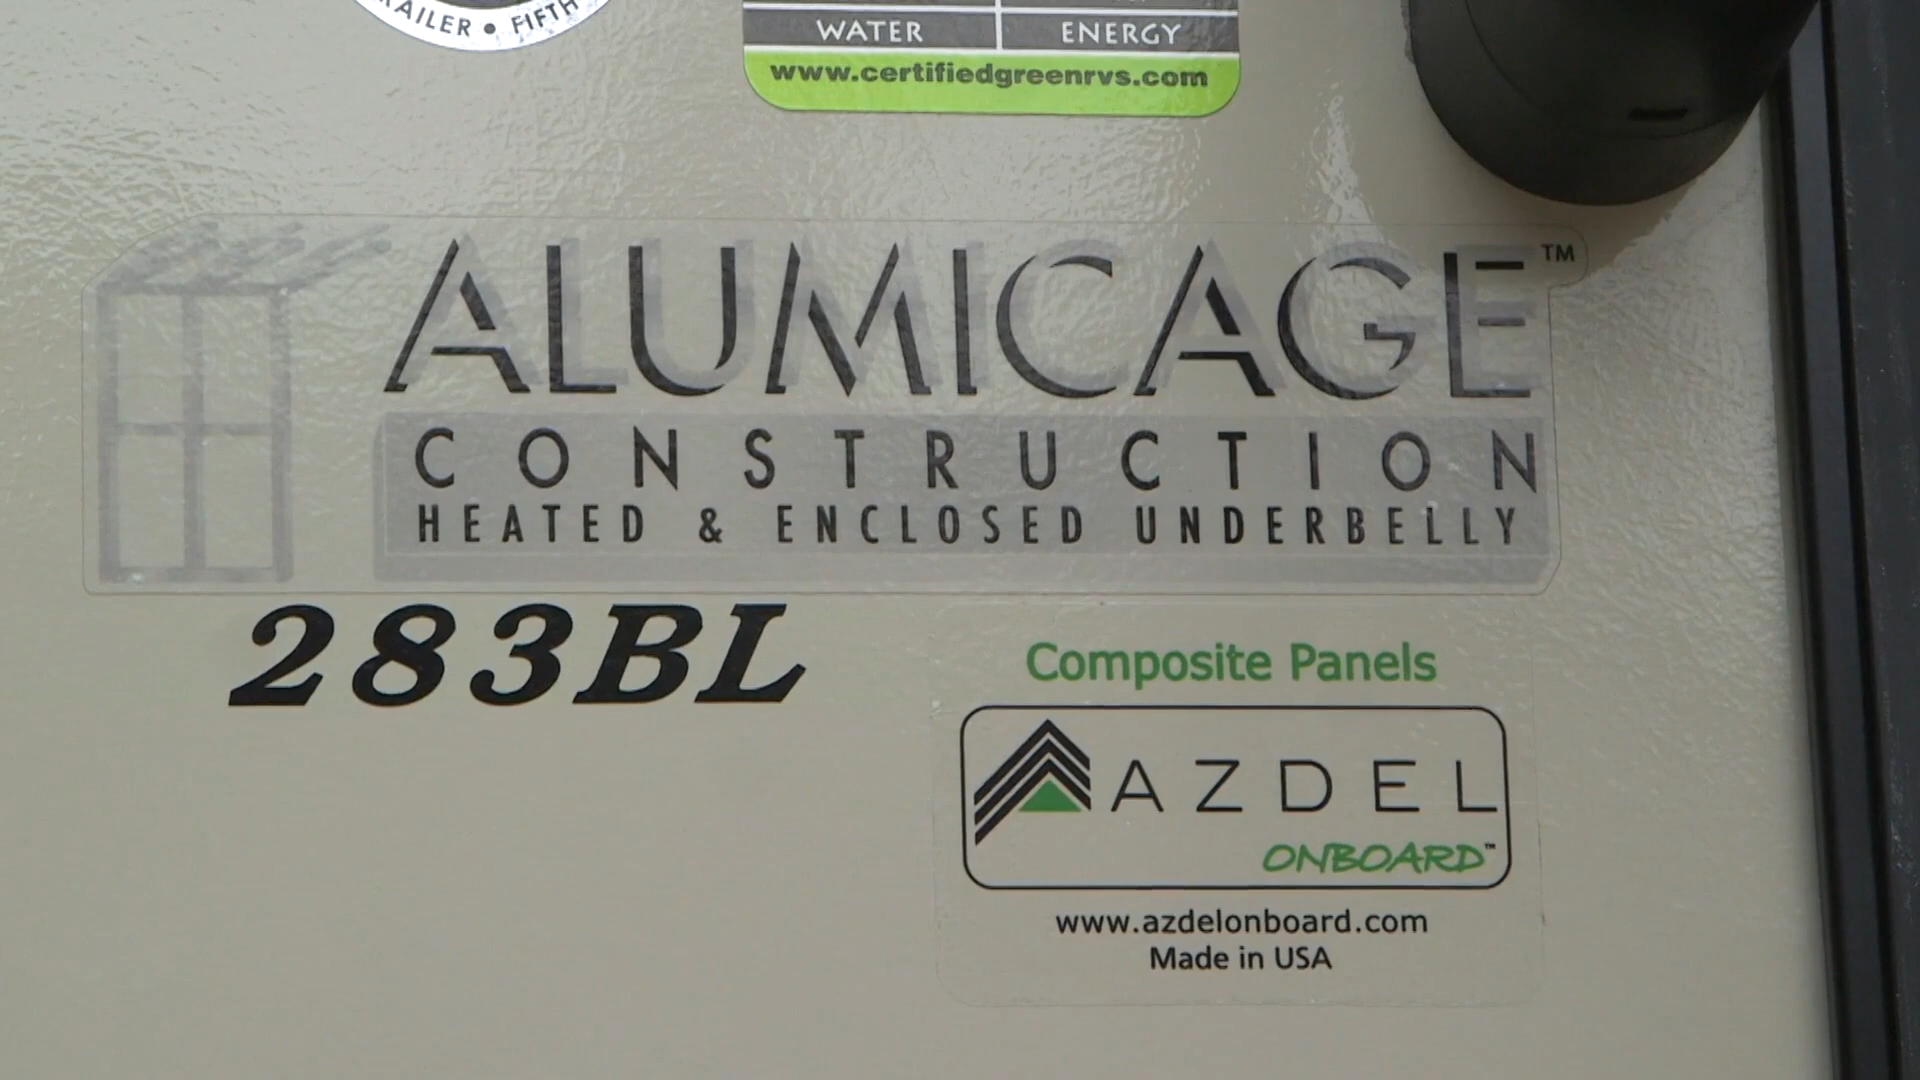 TRAILER • FIFTH
WATER ENERGY
www.certifiedgreenrvs.com
ALUMICAGE™
CONSTRUCTION
HEATED & ENCLOSED UNDERBELLY
283BL
Composite Panels
AZDEL
ONBOARD™
www.azdelonboard.com
Made in USA